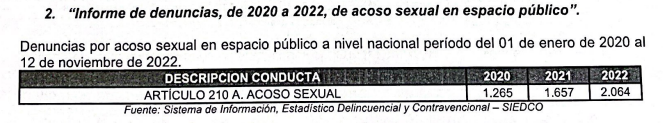 2. “Informe de denuncias, de 2020 a 2022, de acoso sexual en espacio público”.
Denuncias por acoso sexual en espacio público a nivel nacional período del 01 de enero de 2020 al
12 de noviembre de 2022.
DESCRIPCION CONDUCTA 2020 2021 2022
ARTÍCULO 210 A. ACOSO SEXUAL 1.265 1.657 2.064
Fuente: Sistema de Información, Estadístico Delincuencial y Contravencional – SIEDCO